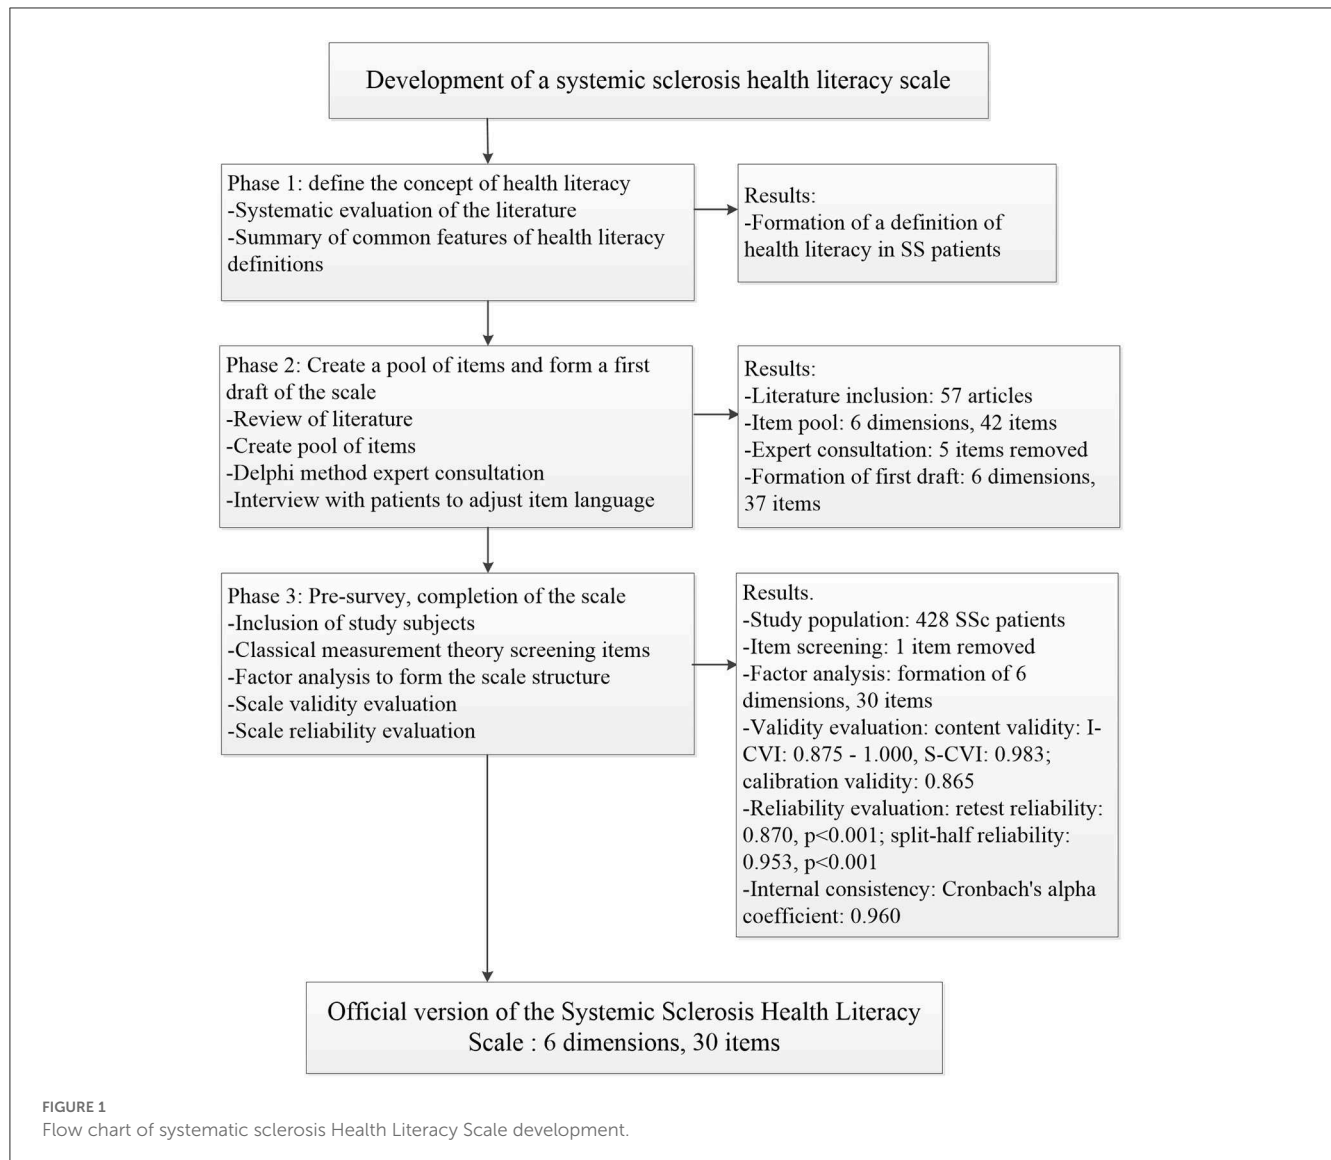 Development of a systemic sclerosis health literacy scale
Phase 1: define the concept of health literacy
-Systematic evaluation of the literature
-Summary of common features of health literacy
definitions
Results:
-Formation of a definition of
health literacy in SS patients
Phase 2: Create a pool of items and form a first
draft of the scale
-Review of literature
-Create pool of items
-Delphi method expert consultation
-Interview with patients to adjust item language
Results:
-Literature inclusion: 57 articles
-Item pool: 6 dimensions, 42 items
-Expert consultation: 5 items removed
-Formation of first draft: 6 dimensions,
37 items
Phase 3: Pre-survey, completion of the scale
-Inclusion of study subjects
-Classical measurement theory screening items
-Factor analysis to form the scale structure
-Scale validity evaluation
-Scale reliability evaluation
Results.
-Study population: 428 SSc patients
-Item screening: 1 item removed
-Factor analysis: formation of 6
dimensions, 30 items
-Validity evaluation: content validity: I-
CVI: 0.875 - 1.000, S-CVI: 0.983;
calibration validity: 0.865
-Reliability evaluation: retest reliability:
0.870, p<0.001; split-half reliability:
0.953, p<0.001
-Internal consistency: Cronbach's alpha
coefficient: 0.960
Official version of the Systemic Sclerosis Health Literacy
Scale : 6 dimensions, 30 items
FIGURE 1
Flow chart of systematic sclerosis Health Literacy Scale development.